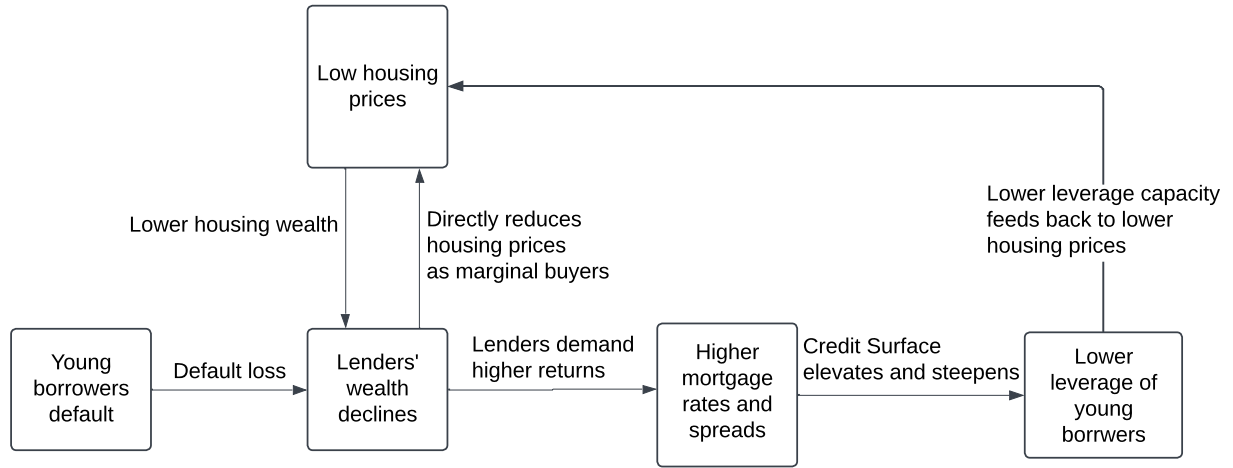 Low housing
prices
Lower housing wealth
Directly reduces
housing prices
as marginal buyers
Lower leverage capacity
feeds back to lower
housing prices
Young
borrowers
default
Default loss
Lenders'
wealth
declines
Lenders demand
higher returns
Higher
mortgage
rates and
spreads
Credit Surface
elevates and steepens
Lower
leverage of
young
borrwers